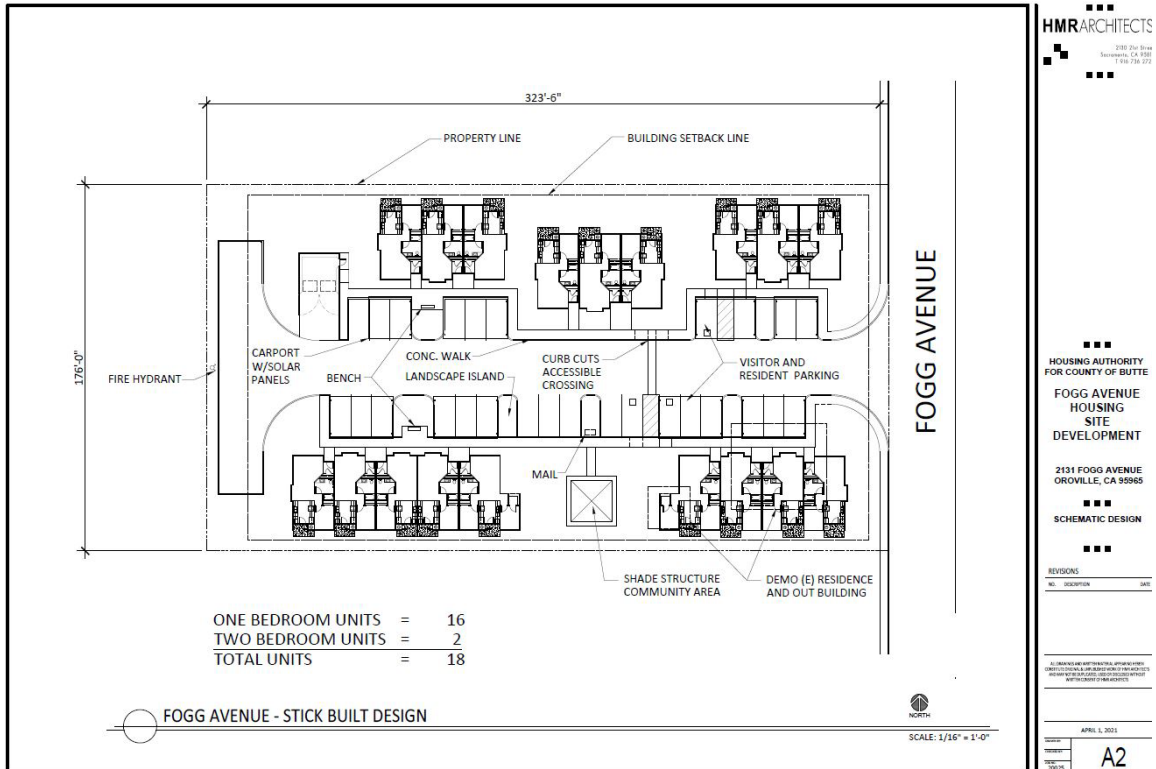 323'-6"
PROPERTY LINE
BUILDING SETBACK LINE
176'-0"
FIRE HYDRANT
CARPORT
W/SOLAR
PANELS
BENCH
CONC. WALK
LANDSCAPE ISLAND
CURB CUTS
ACCESSIBLE
CROSSING
VISITOR AND
RESIDENT PARKING
FOGG AVENUE
MAIL
SHADE STRUCTURE
COMMUNITY AREA
DEMO (E) RESIDENCE
AND OUT BUILDING
ONE BEDROOM UNITS = 16
TWO BEDROOM UNITS = 2
TOTAL UNITS = 18
FOGG AVENUE - STICK BUILT DESIGN
NORTH
SCALE: 1/16" = 1'-0"
HMRARCHITECTS
HOUSING AUTHORITY
FOR COUNTY OF BUTTE
FOGG AVENUE
HOUSING
SITE
DEVELOPMENT
2131 FOGG AVENUE
OROVILLE, CA 95965
SCHEMATIC DESIGN
REVISIONS
NO. DESCRIPTION DATE
APRIL 1, 2021
A2